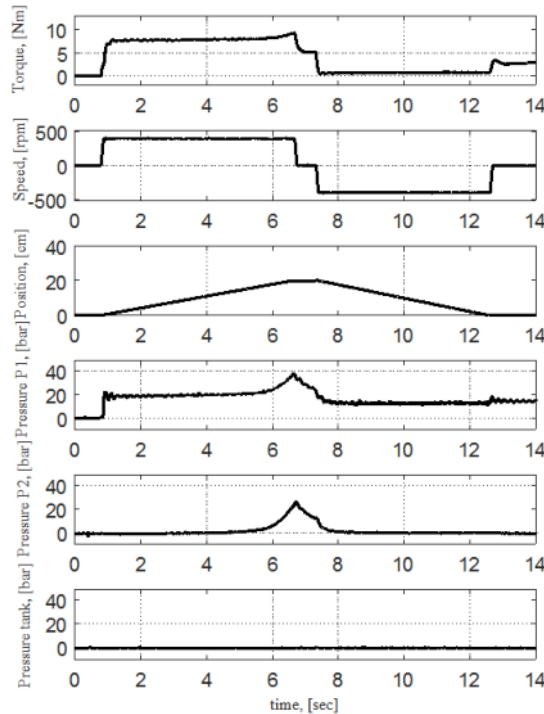 Torque, [Nm]
10
5
0
0 2 4 6 8 10 12 14
Speed, [rpm]
500
0
-500
0 2 4 6 8 10 12 14
Position, [cm]
40
20
0
0 2 4 6 8 10 12 14
Pressure P1, [bar]
40
20
0
0 2 4 6 8 10 12 14
Pressure P2, [bar]
40
20
0
0 2 4 6 8 10 12 14
Pressure tank, [bar]
40
20
0
0 2 4 6 8 10 12 14
time, [sec]